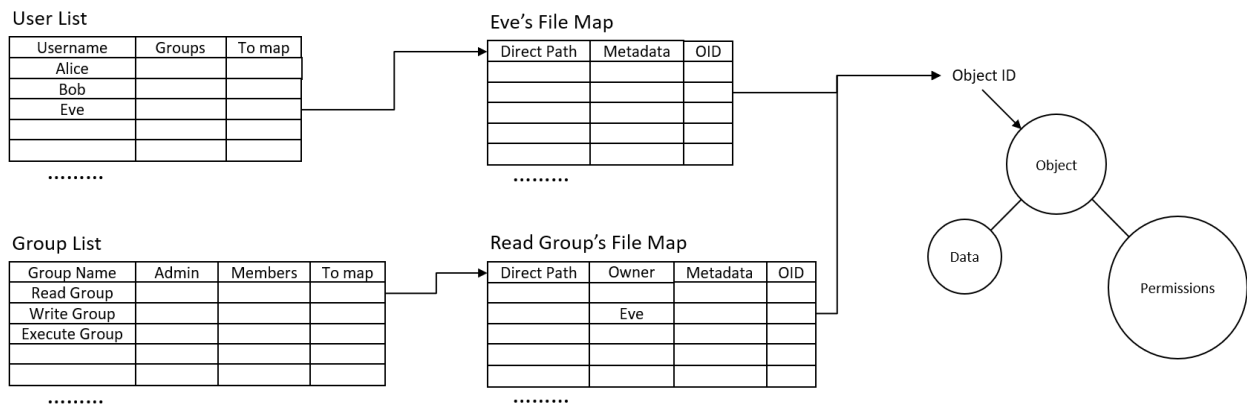 User List
Username Groups To map
Alice
Bob
Eve
………
Eve's File Map
Direct Path Metadata OID
………
Group List
Group Name Admin Members To map
Read Group
Write Group
Execute Group
………
Read Group's File Map
Direct Path Owner Metadata OID
Eve
………
Object ID
Object
Data
Permissions